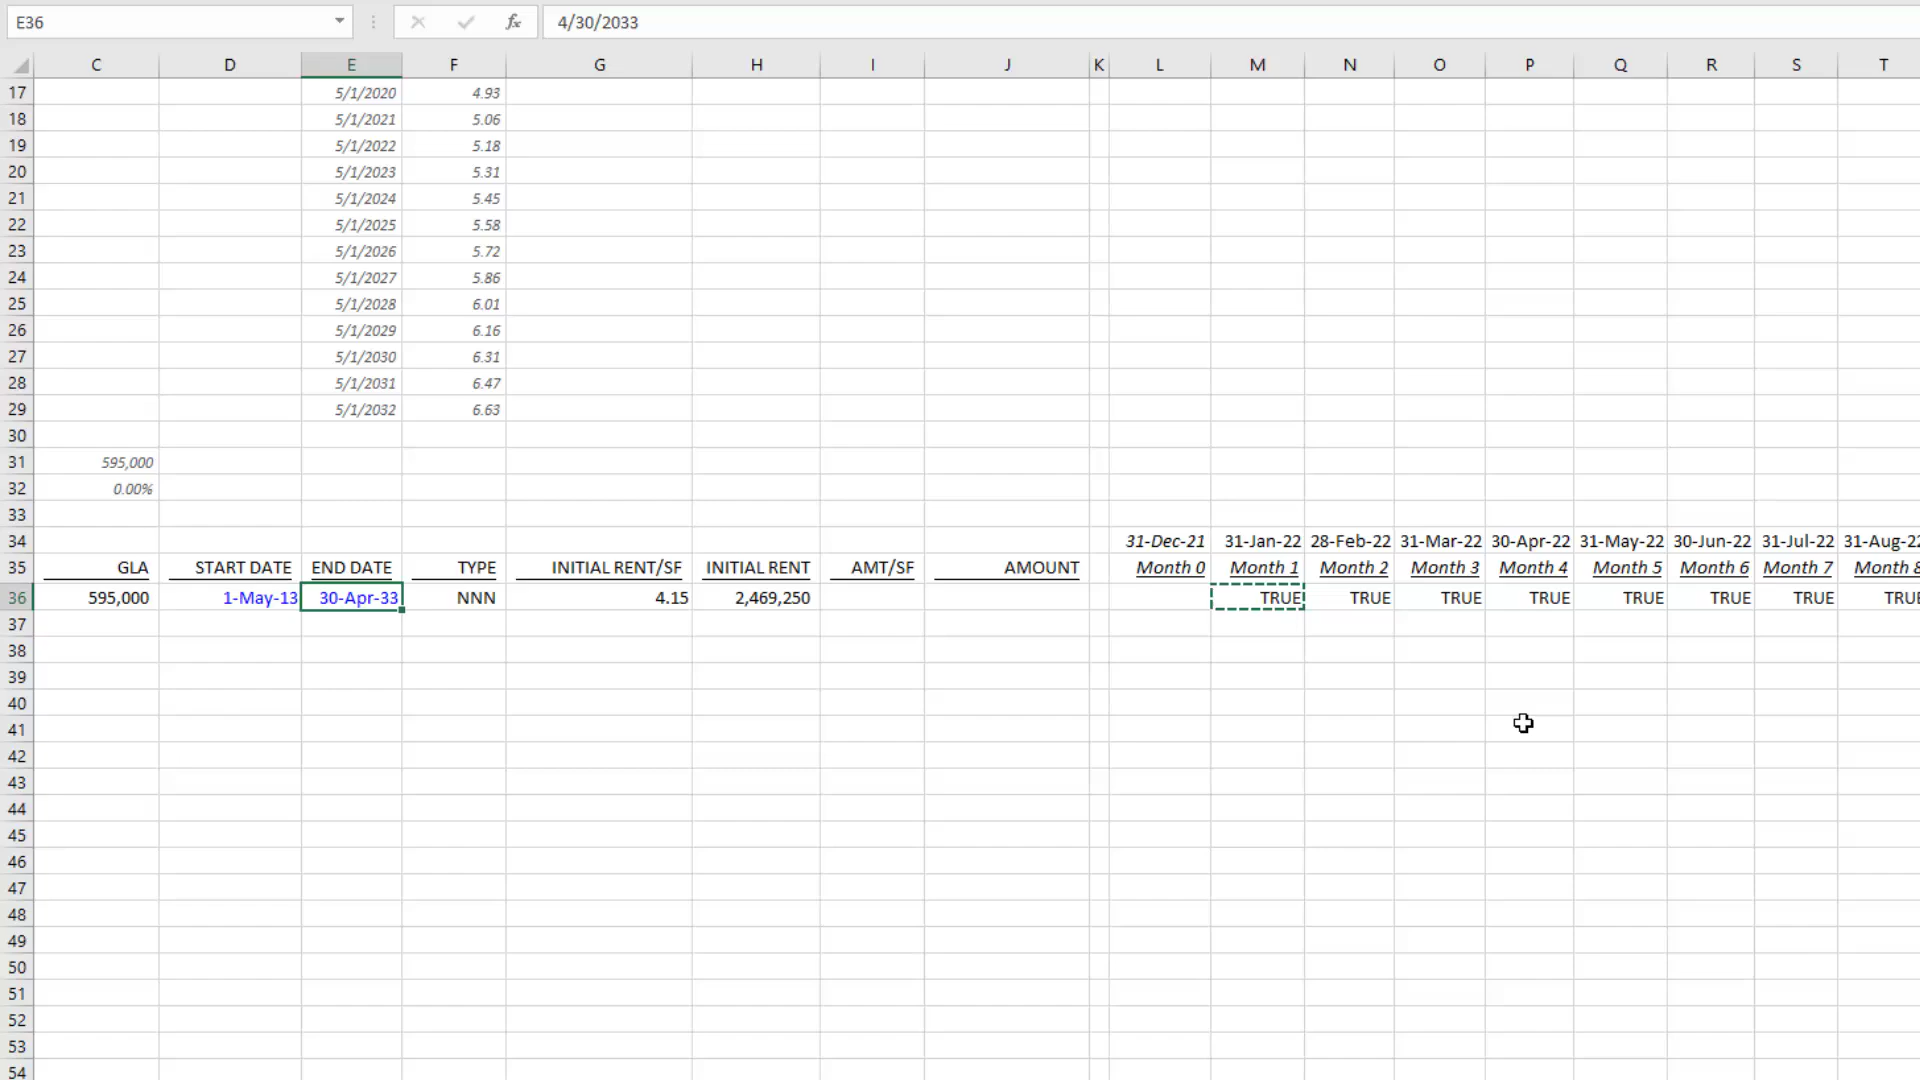 E36 fx 4/30/2033
C D E F G H I J K L M N O P Q R S T
17 5/1/2020 4.93
18 5/1/2021 5.06
19 5/1/2022 5.18
20 5/1/2023 5.31
21 5/1/2024 5.45
22 5/1/2025 5.58
23 5/1/2026 5.72
24 5/1/2027 5.86
25 5/1/2028 6.01
26 5/1/2029 6.16
27 5/1/2030 6.31
28 5/1/2031 6.47
29 5/1/2032 6.63
30
31 595,000
32 0.00%
33
34 31-Dec-21 31-Jan-22 28-Feb-22 31-Mar-22 30-Apr-22 31-May-22 30-Jun-22 31-Jul-22 31-Aug-22
35 GLA START DATE END DATE TYPE INITIAL RENT/SF INITIAL RENT AMT/SF AMOUNT Month 0 Month 1 Month 2 Month 3 Month 4 Month 5 Month 6 Month 7 Month 8
36 595,000 1-May-13 30-Apr-33 NNN 4.15 2,469,250 TRUE TRUE TRUE TRUE TRUE TRUE TRUE TRUE
37
38
39
40
41
42
43
44
45
46
47
48
49
50
51
52
53
54